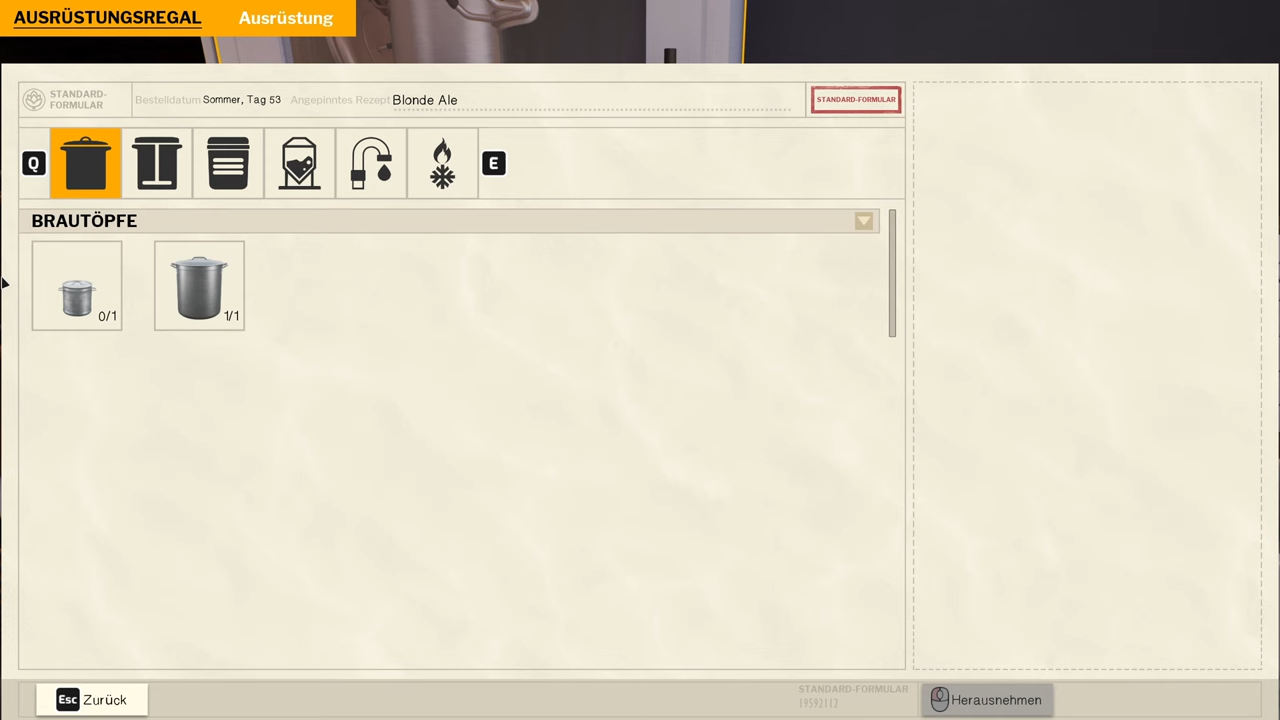 AUSRÜSTUNGSREGAL Ausrüstung
STANDARD-
FORMULAR
Bestelldatum Sommer, Tag 53 Angepinntes Rezept Blonde Ale
STANDARD-FORMULAR
Q
E
BRAUTÖPFE
0/1
1/1
Esc Zurück
STANDARD-FORMULAR
19592112
Herausnehmen